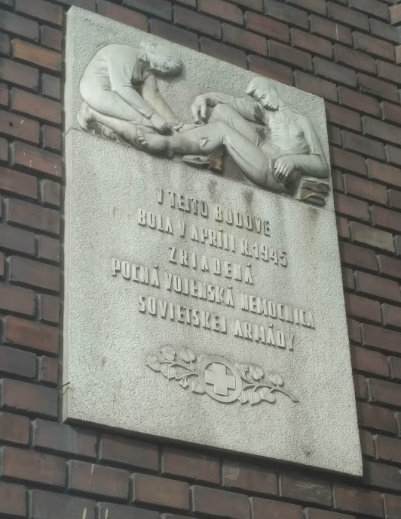 V TEJTO BUDOVE
BOLA V APRÍLI R.1945
ZRIADENÁ
POĽNÁ VOJENSKÁ NEMOCNICA
SOVIETSKEJ ARMÁDY